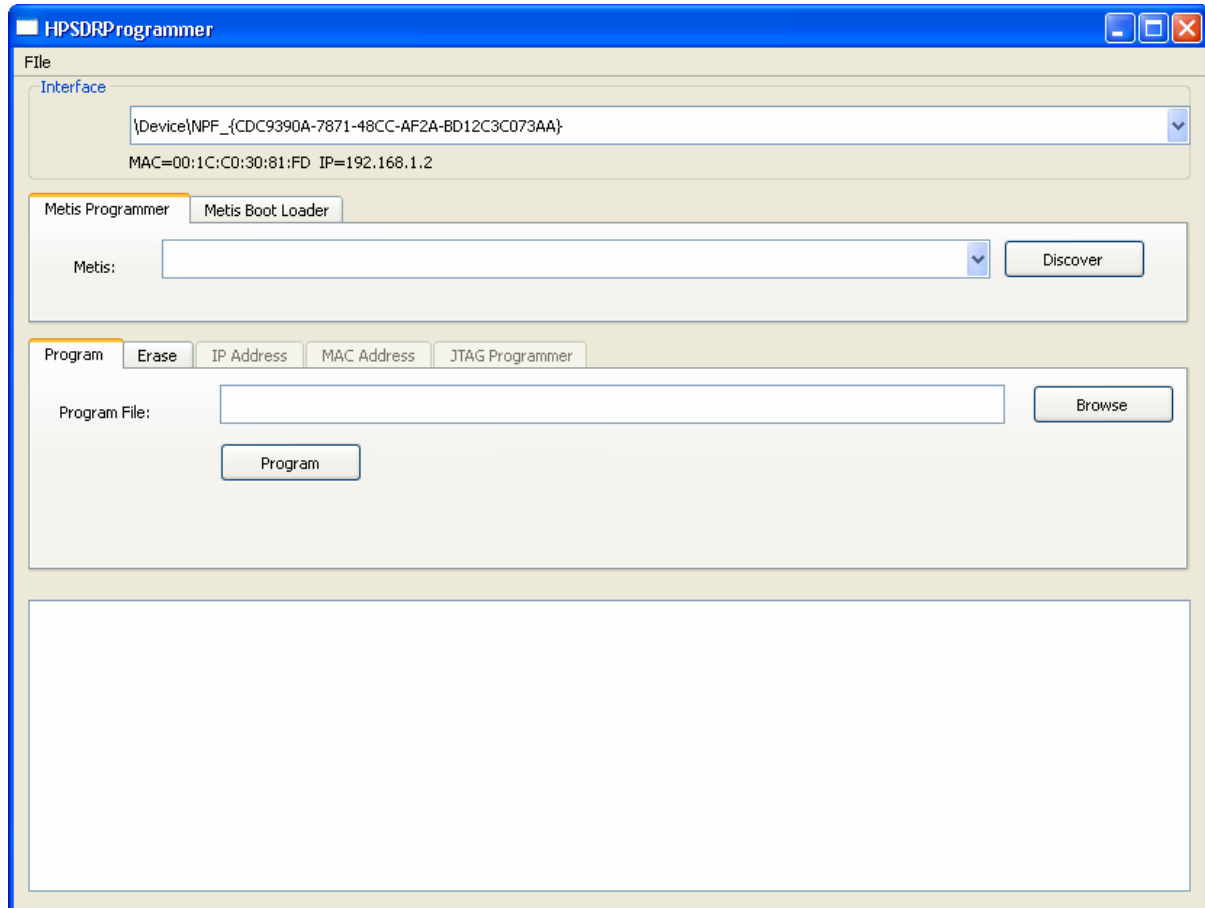 HPSDRProgrammer
FIle
Interface
\Device\NPF_{CDC9390A-7871-48CC-AF2A-BD12C3C073AA}
MAC=00:1C:C0:30:81:FD IP=192.168.1.2
Metis Programmer Metis Boot Loader
Metis: Discover
Program Erase IP Address MAC Address JTAG Programmer
Program File: Browse
Program